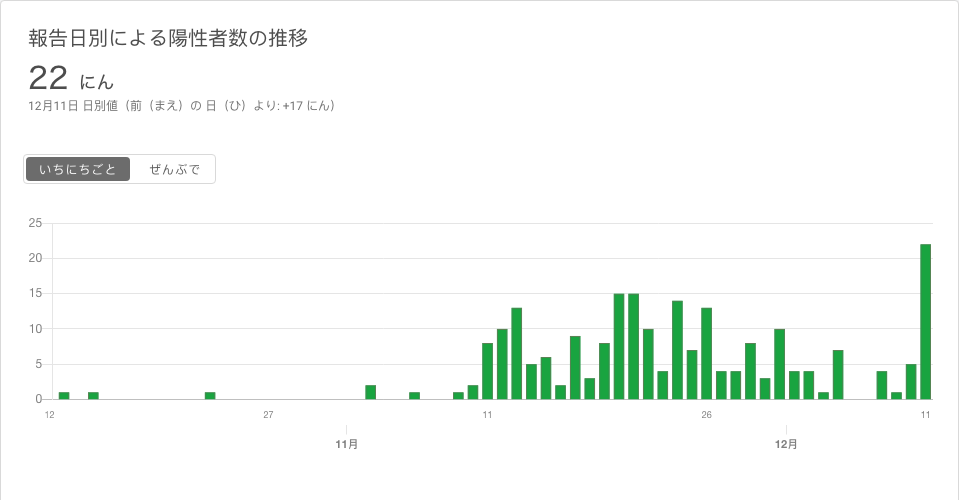 報告日別による陽性者数の推移
22 にん
12月11日 日別値（前（まえ）の 日（ひ）より: +17 にん）
いちにちごと ぜんぶで
25
20
15
10
5
0
12 27 11 26 11
11月 12月